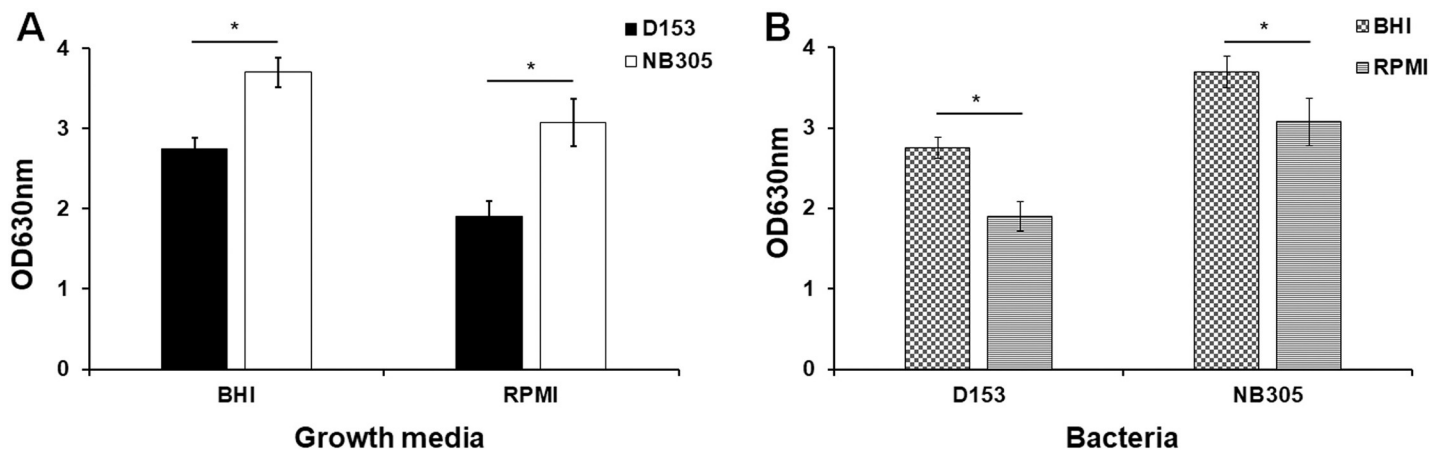 A
*
*
D153
NB305
4
3
2
1
0
OD630nm
BHI
RPMI
Growth media
B
*
*
BHI
RPMI
4
3
2
1
0
OD630nm
D153
NB305
Bacteria